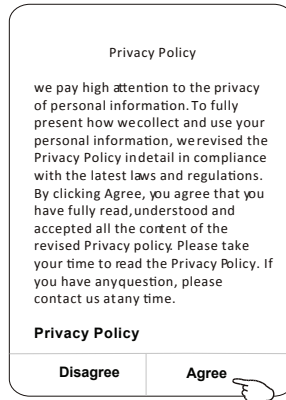 Privacy Policy
we pay high attention to the privacy
of personal information. To fully
present how wecollect and use your
personal information, werevised the
Privacy Policy indetail in compliance
with the latest laws and regulations.
By clicking Agree, you agree that you
have fully read, understood and
accepted all the content of the
revised Privacy policy. Please take
your time to read the Privacy Policy. If
you have anyquestion, please
contact us atany time.
Privacy Policy
Disagree Agree